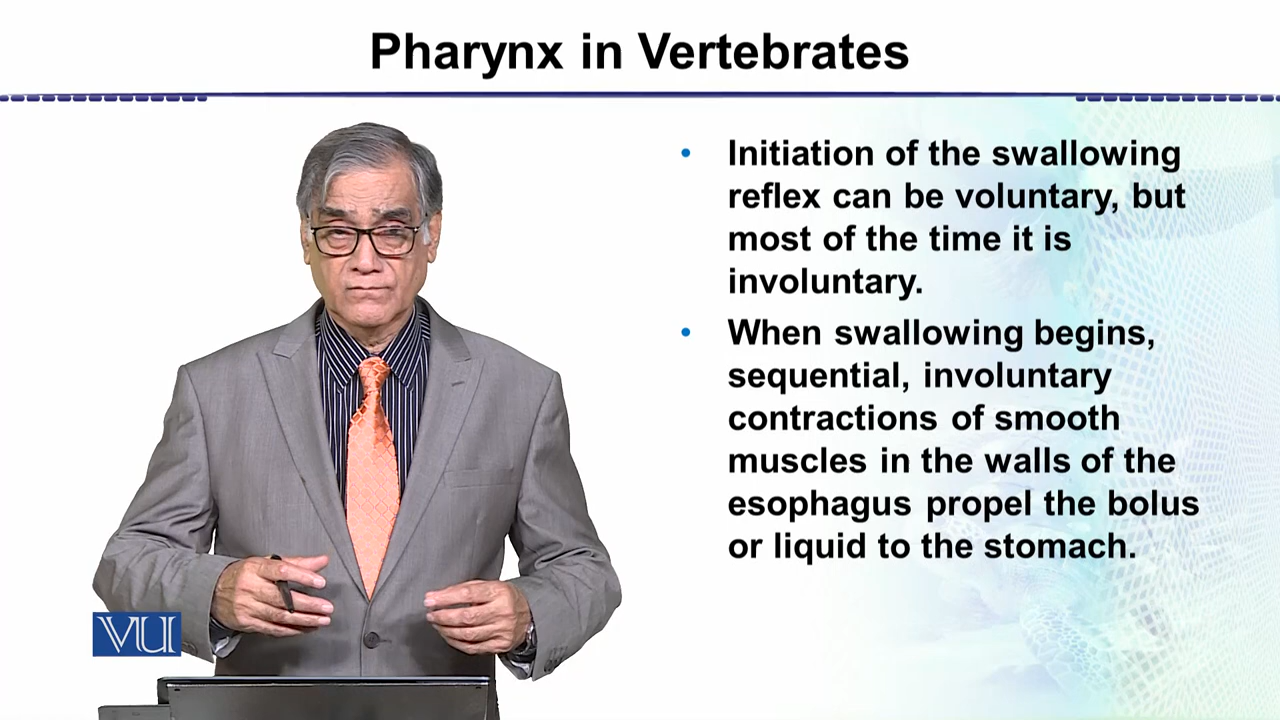 Pharynx in Vertebrates
• Initiation of the swallowing
reflex can be voluntary, but
most of the time it is
involuntary.
• When swallowing begins,
sequential, involuntary
contractions of smooth
muscles in the walls of the
esophagus propel the bolus
or liquid to the stomach.
VU